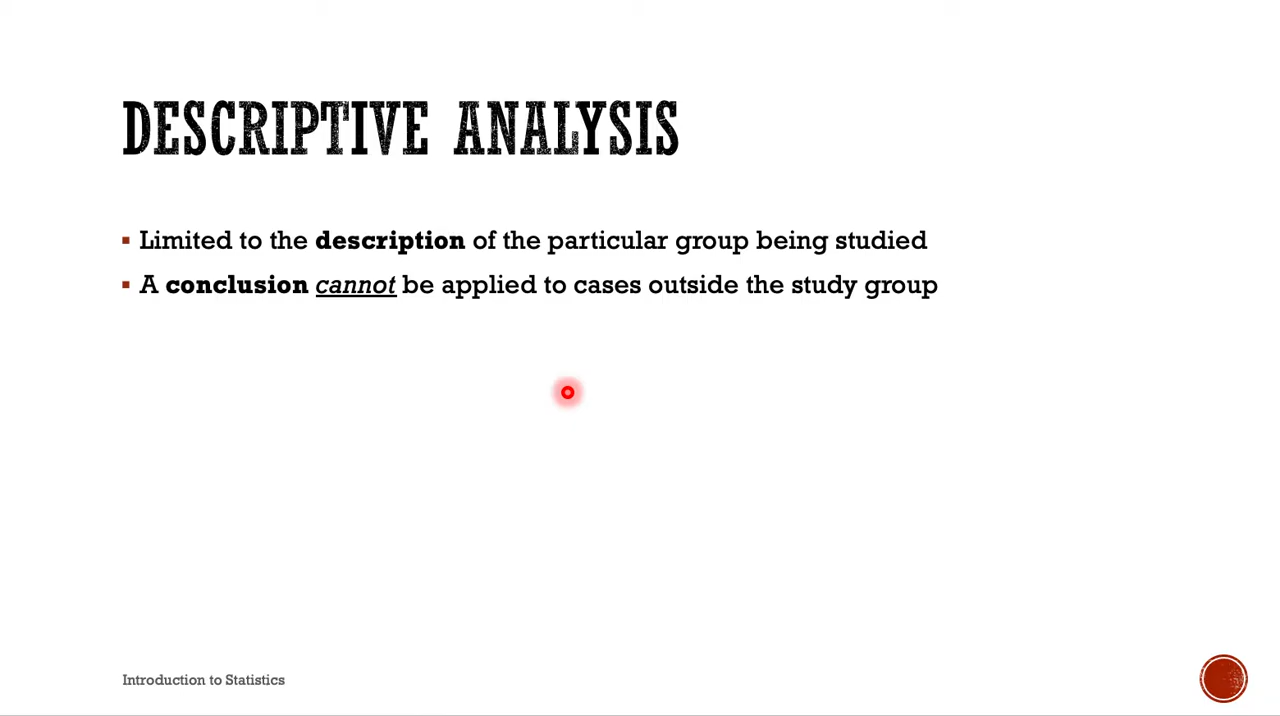 DESCRIPTIVE ANALYSIS
▪ Limited to the description of the particular group being studied
▪ A conclusion cannot be applied to cases outside the study group
Introduction to Statistics